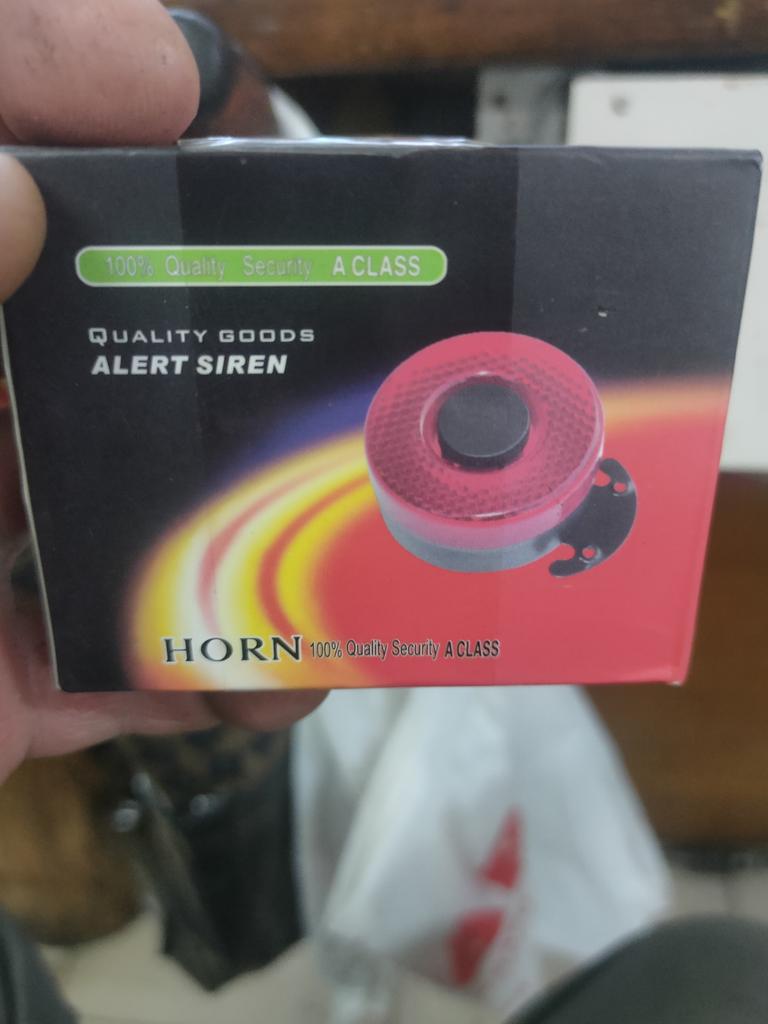 100% Quality Security A CLASS
QUALITY GOODS
ALERT SIREN
HORN 100% Quality Security A CLASS